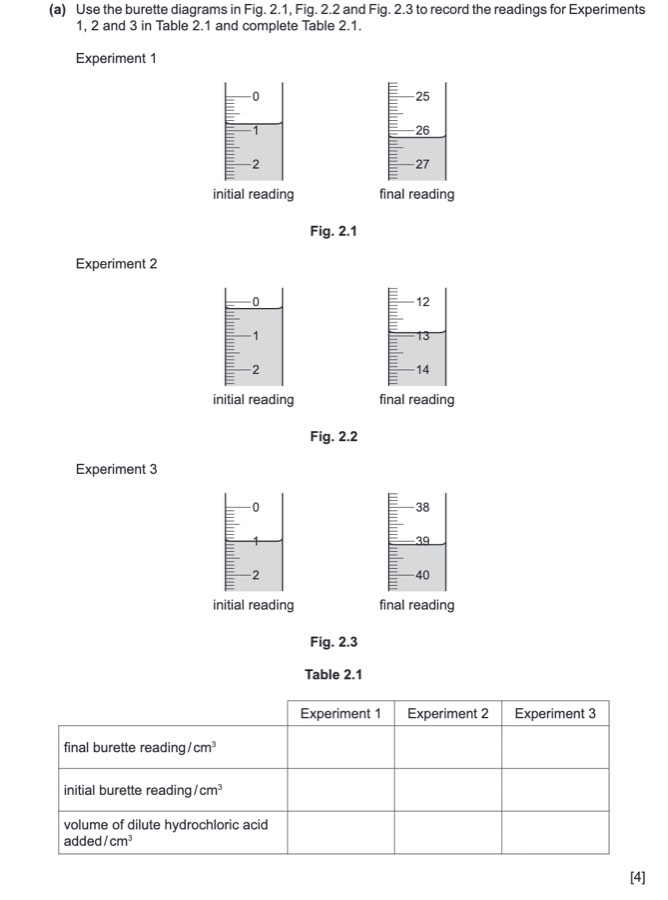 (a) Use the burette diagrams in Fig. 2.1, Fig. 2.2 and Fig. 2.3 to record the readings for Experiments
1, 2 and 3 in Table 2.1 and complete Table 2.1.
Experiment 1
0
1
2
initial reading
25
26
27
final reading
Fig. 2.1
Experiment 2
0
1
2
initial reading
12
13
14
final reading
Fig. 2.2
Experiment 3
0
1
2
initial reading
38
39
40
final reading
Fig. 2.3
Table 2.1
Experiment 1 Experiment 2 Experiment 3
final burette reading/cm³
initial burette reading/cm³
volume of dilute hydrochloric acid
added/cm³
[4]